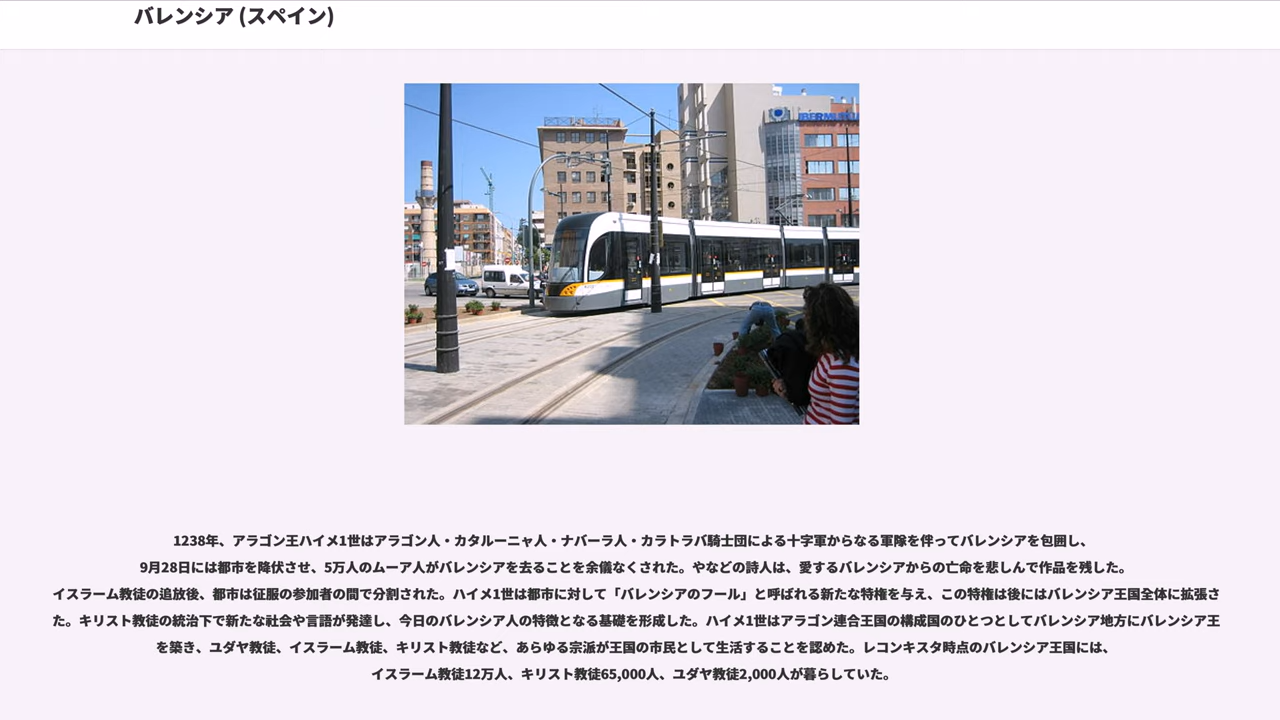 バレンシア (スペイン)
1238年、アラゴン王ハイメ1世はアラゴン人・カタルーニャ人・ナバーラ人・カラトラバ騎士団による十字軍からなる軍隊を伴ってバレンシアを包囲し、
9月28日には都市を降伏させ、5万人のムーア人がバレンシアを去ることを余儀なくされた。やなどの詩人は、愛するバレンシアからの亡命を悲しんで作品を残した。
イスラーム教徒の追放後、都市は征服の参加者の間で分割された。ハイメ1世は都市に対して「バレンシアのフール」と呼ばれる新たな特権を与え、この特権は後にはバレンシア王国全体に拡張さ
た。キリスト教徒の統治下で新たな社会や言語が発達し、今日のバレンシア人の特徴となる基礎を形成した。ハイメ1世はアラゴン連合王国の構成国のひとつとしてバレンシア地方にバレンシア王
を築き、ユダヤ教徒、イスラーム教徒、キリスト教徒など、あらゆる宗派が王国の市民として生活することを認めた。レコンキスタ時点のバレンシア王国には、
イスラーム教徒12万人、キリスト教徒65,000人、ユダヤ教徒2,000人が暮らしていた。